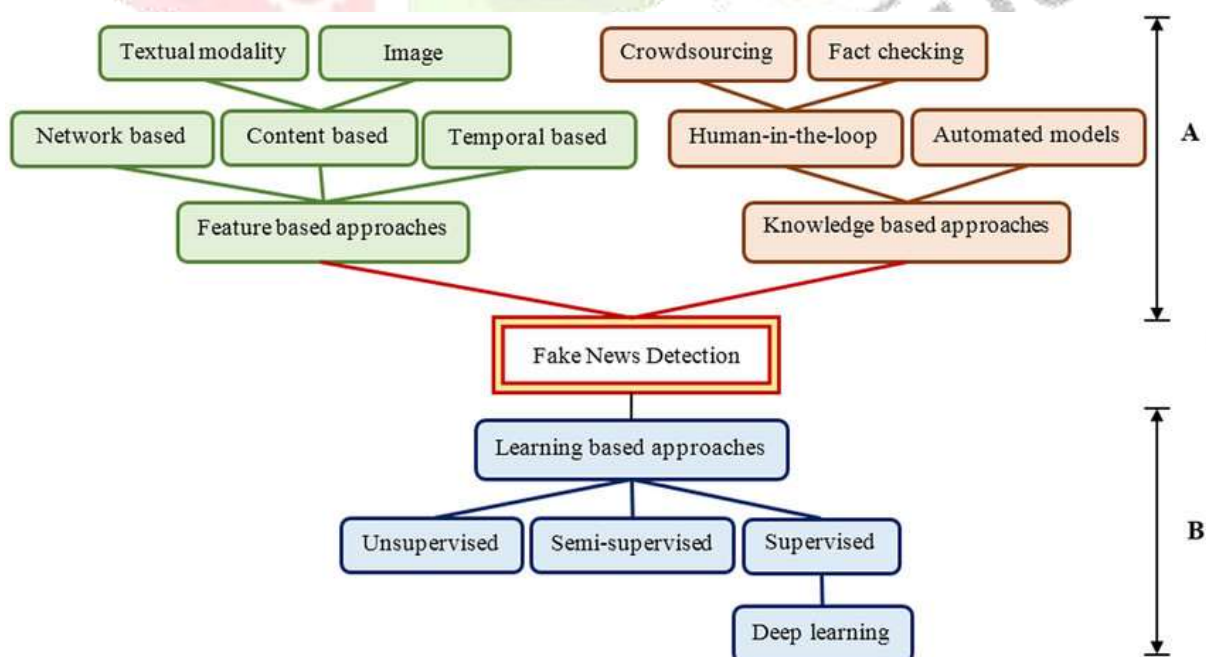 Textual modality
Image
Crowdsourcing
Fact checking
Network based
Content based
Temporal based
Human-in-the-loop
Automated models
A
Feature based approaches
Knowledge based approaches
Fake News Detection
Learning based approaches
Unsupervised
Semi-supervised
Supervised
B
Deep learning